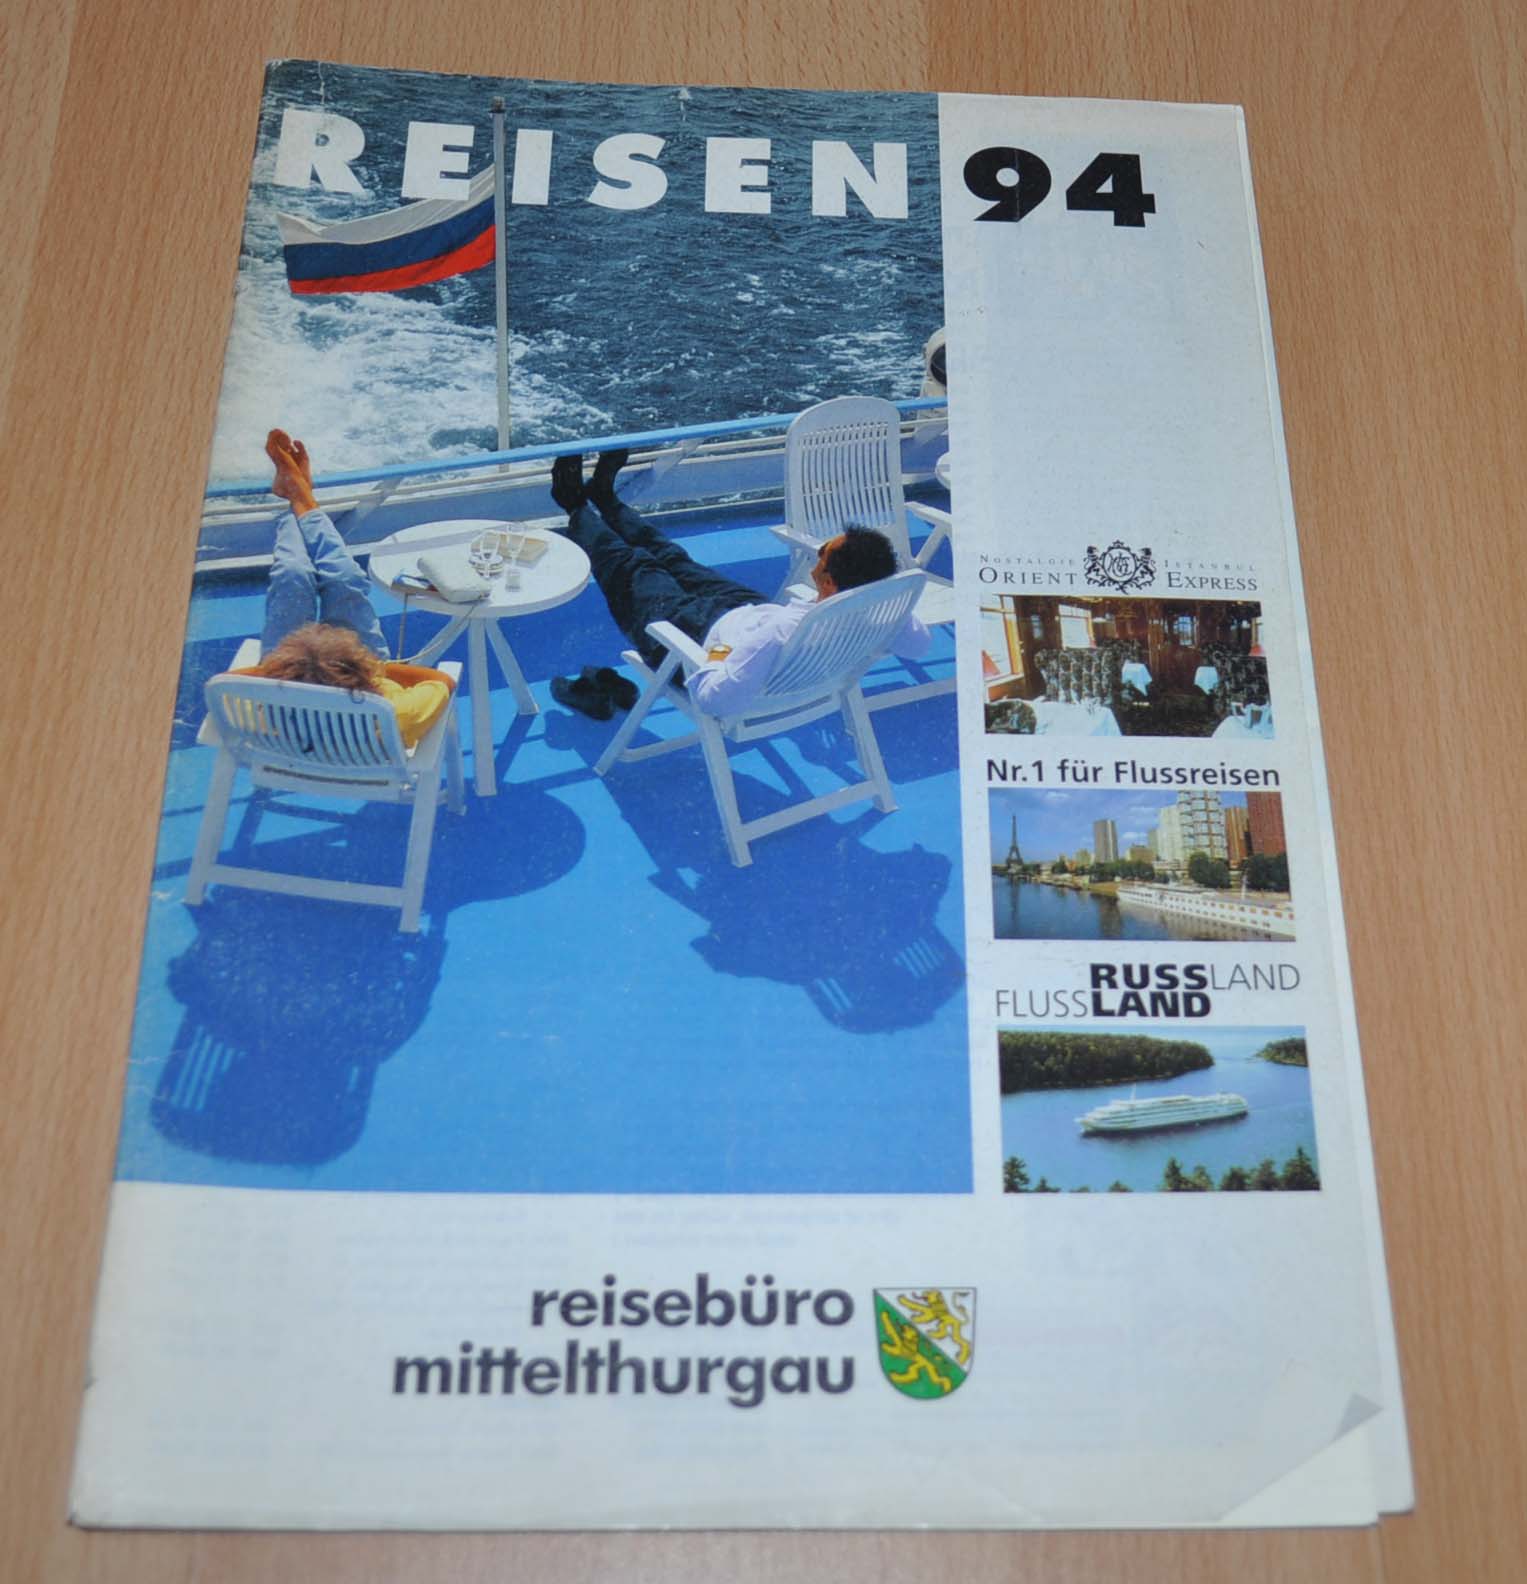 REISEN 94
NOSTALGIE ISTANBUL
ORIENT EXPRESS
Nr.1 für Flussreisen
RUSSLAND
FLUSSLAND
reisebüro
mittelthurgau